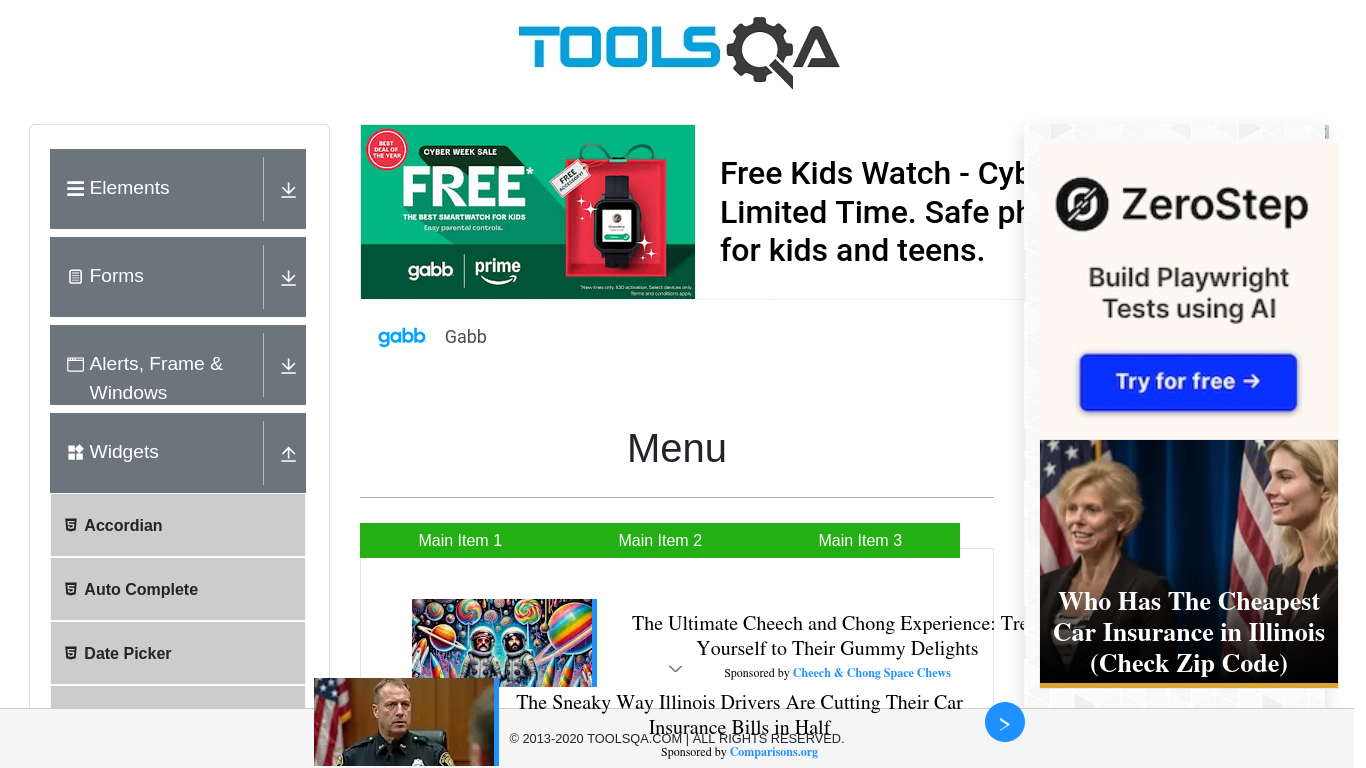 TOOLSQA
Elements
Forms
Alerts, Frame &
Windows
Widgets
Accordian
Auto Complete
Date Picker
BEST
DEAL OF
THE YEAR
CYBER WEEK SALE
FREE*
THE BEST SMARTWATCH FOR KIDS
Easy parental controls.
gabb | prime
FREE
ACCESSORY!
*New lines only. $30 activation. Select devices only.
Terms and conditions apply.
Free Kids Watch - Cyb
Limited Time. Safe ph
for kids and teens.
gabb Gabb
Menu
Main Item 1 Main Item 2 Main Item 3
The Ultimate Cheech and Chong Experience: Tre
Yourself to Their Gummy Delights
Sponsored by Cheech & Chong Space Chews
The Sneaky Way Illinois Drivers Are Cutting Their Car
Insurance Bills in Half
© 2013-2020 TOOLSQA.COM | ALL RIGHTS RESERVED.
Sponsored by Comparisons.org
ZeroStep
Build Playwright
Tests using AI
Try for free →
Who Has The Cheapest
Car Insurance in Illinois
(Check Zip Code)